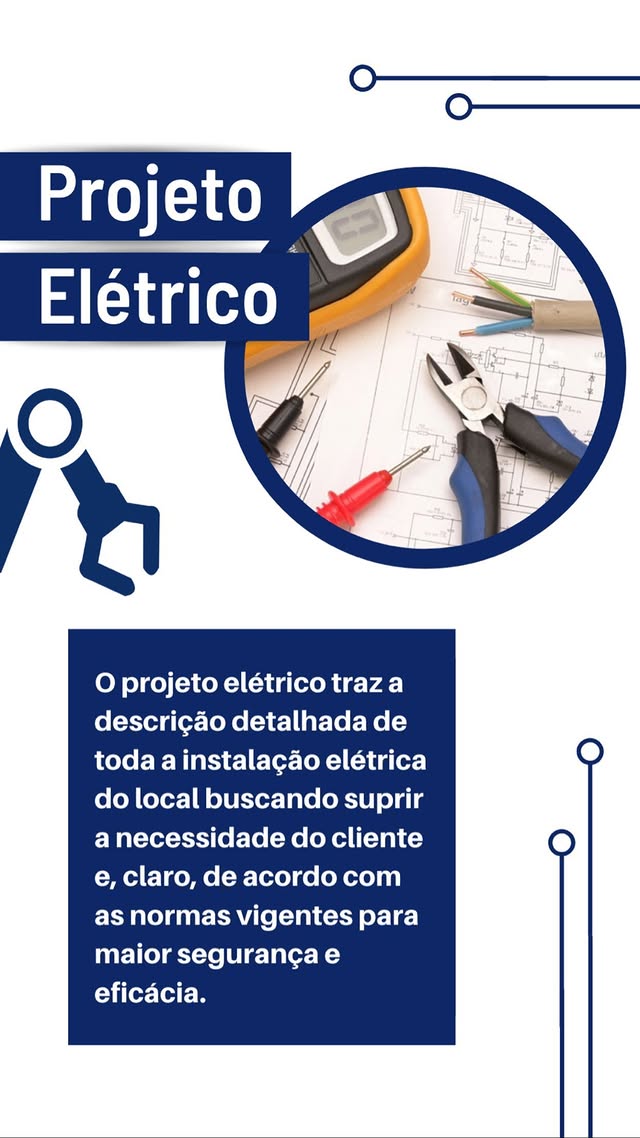 Projeto
Elétrico
O projeto elétrico traz a
descrição detalhada de
toda a instalação elétrica
do local buscando suprir
a necessidade do cliente
e, claro, de acordo com
as normas vigentes para
maior segurança e
eficácia.